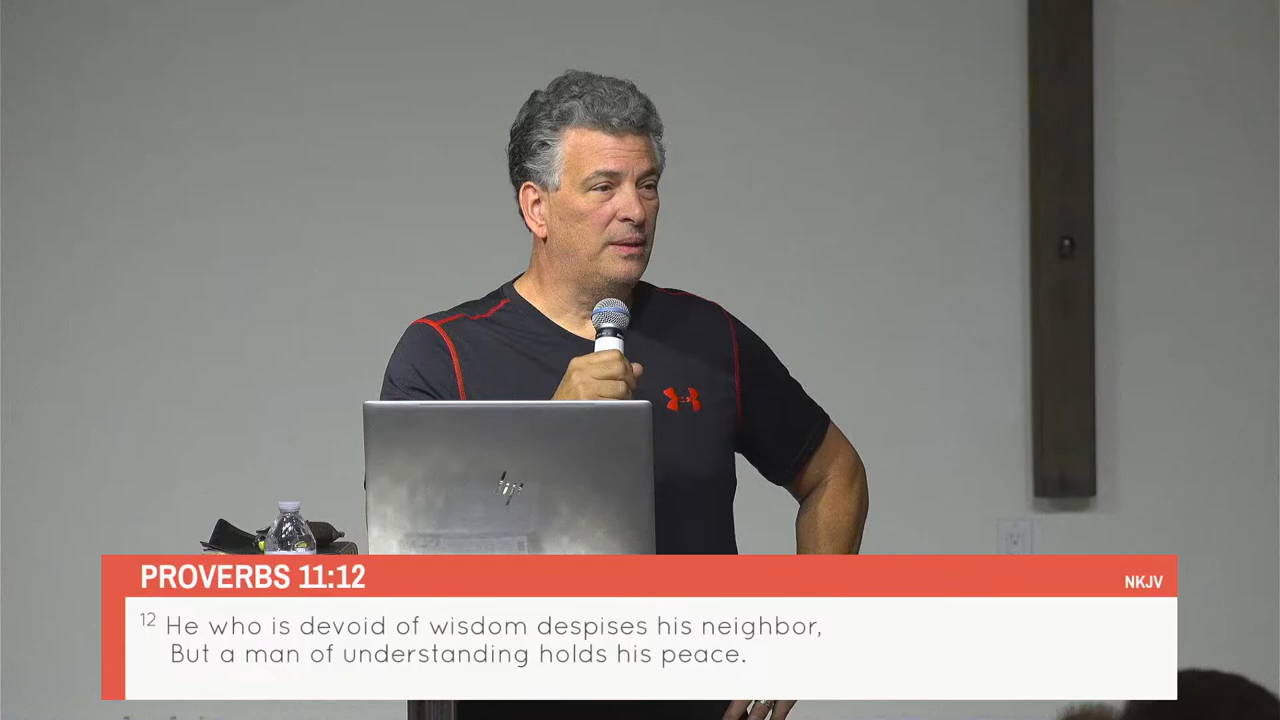 hp
PROVERBS 11:12
NKJV
12 He who is devoid of wisdom despises his neighbor,
But a man of understanding holds his peace.